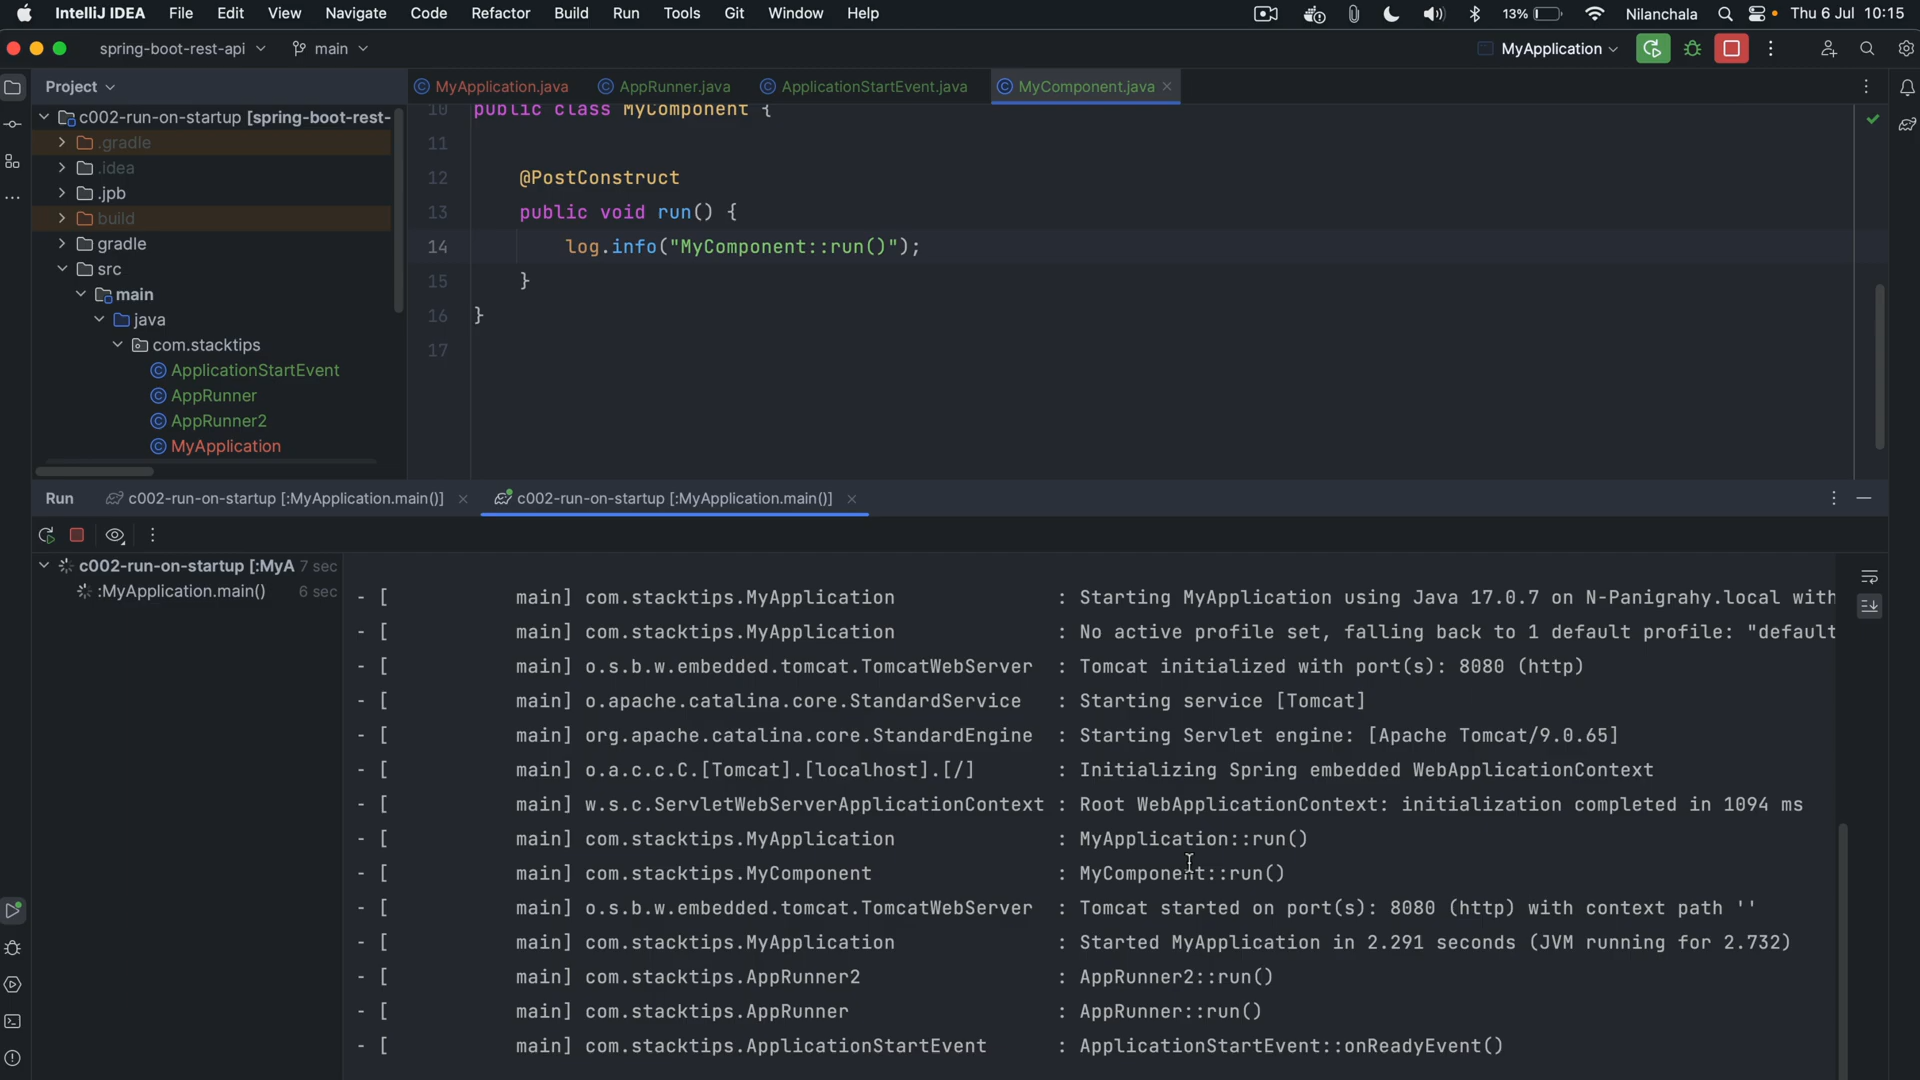 IntelliJ IDEA File Edit View Navigate Code Refactor Build Run Tools Git Window Help 13% Nilanchala Thu 6 Jul 10:15
spring-boot-rest-api main MyApplication
Project MyApplication.java AppRunner.java ApplicationStartEvent.java MyComponent.java
c002-run-on-startup [spring-boot-rest-
.gradle
.idea
.jpb
build
gradle
src
main
java
com.stacktips
ApplicationStartEvent
AppRunner
AppRunner2
MyApplication
10 public class MyComponent {
11
12 @PostConstruct
13 public void run() {
14 log.info("MyComponent::run()");
15 }
16 }
17
Run c002-run-on-startup [:MyApplication.main()] c002-run-on-startup [:MyApplication.main()]
c002-run-on-startup [:MyA 7 sec
:MyApplication.main() 6 sec
- [ main] com.stacktips.MyApplication : Starting MyApplication using Java 17.0.7 on N-Panigrahy.local with
- [ main] com.stacktips.MyApplication : No active profile set, falling back to 1 default profile: "default
- [ main] o.s.b.w.embedded.tomcat.TomcatWebServer : Tomcat initialized with port(s): 8080 (http)
- [ main] o.apache.catalina.core.StandardService : Starting service [Tomcat]
- [ main] org.apache.catalina.core.StandardEngine : Starting Servlet engine: [Apache Tomcat/9.0.65]
- [ main] o.a.c.c.C.[Tomcat].[localhost].[/] : Initializing Spring embedded WebApplicationContext
- [ main] w.s.c.ServletWebServerApplicationContext : Root WebApplicationContext: initialization completed in 1094 ms
- [ main] com.stacktips.MyApplication : MyApplication::run()
- [ main] com.stacktips.MyComponent : MyComponent::run()
- [ main] o.s.b.w.embedded.tomcat.TomcatWebServer : Tomcat started on port(s): 8080 (http) with context path ''
- [ main] com.stacktips.MyApplication : Started MyApplication in 2.291 seconds (JVM running for 2.732)
- [ main] com.stacktips.AppRunner2 : AppRunner2::run()
- [ main] com.stacktips.AppRunner : AppRunner::run()
- [ main] com.stacktips.ApplicationStartEvent : ApplicationStartEvent::onReadyEvent()